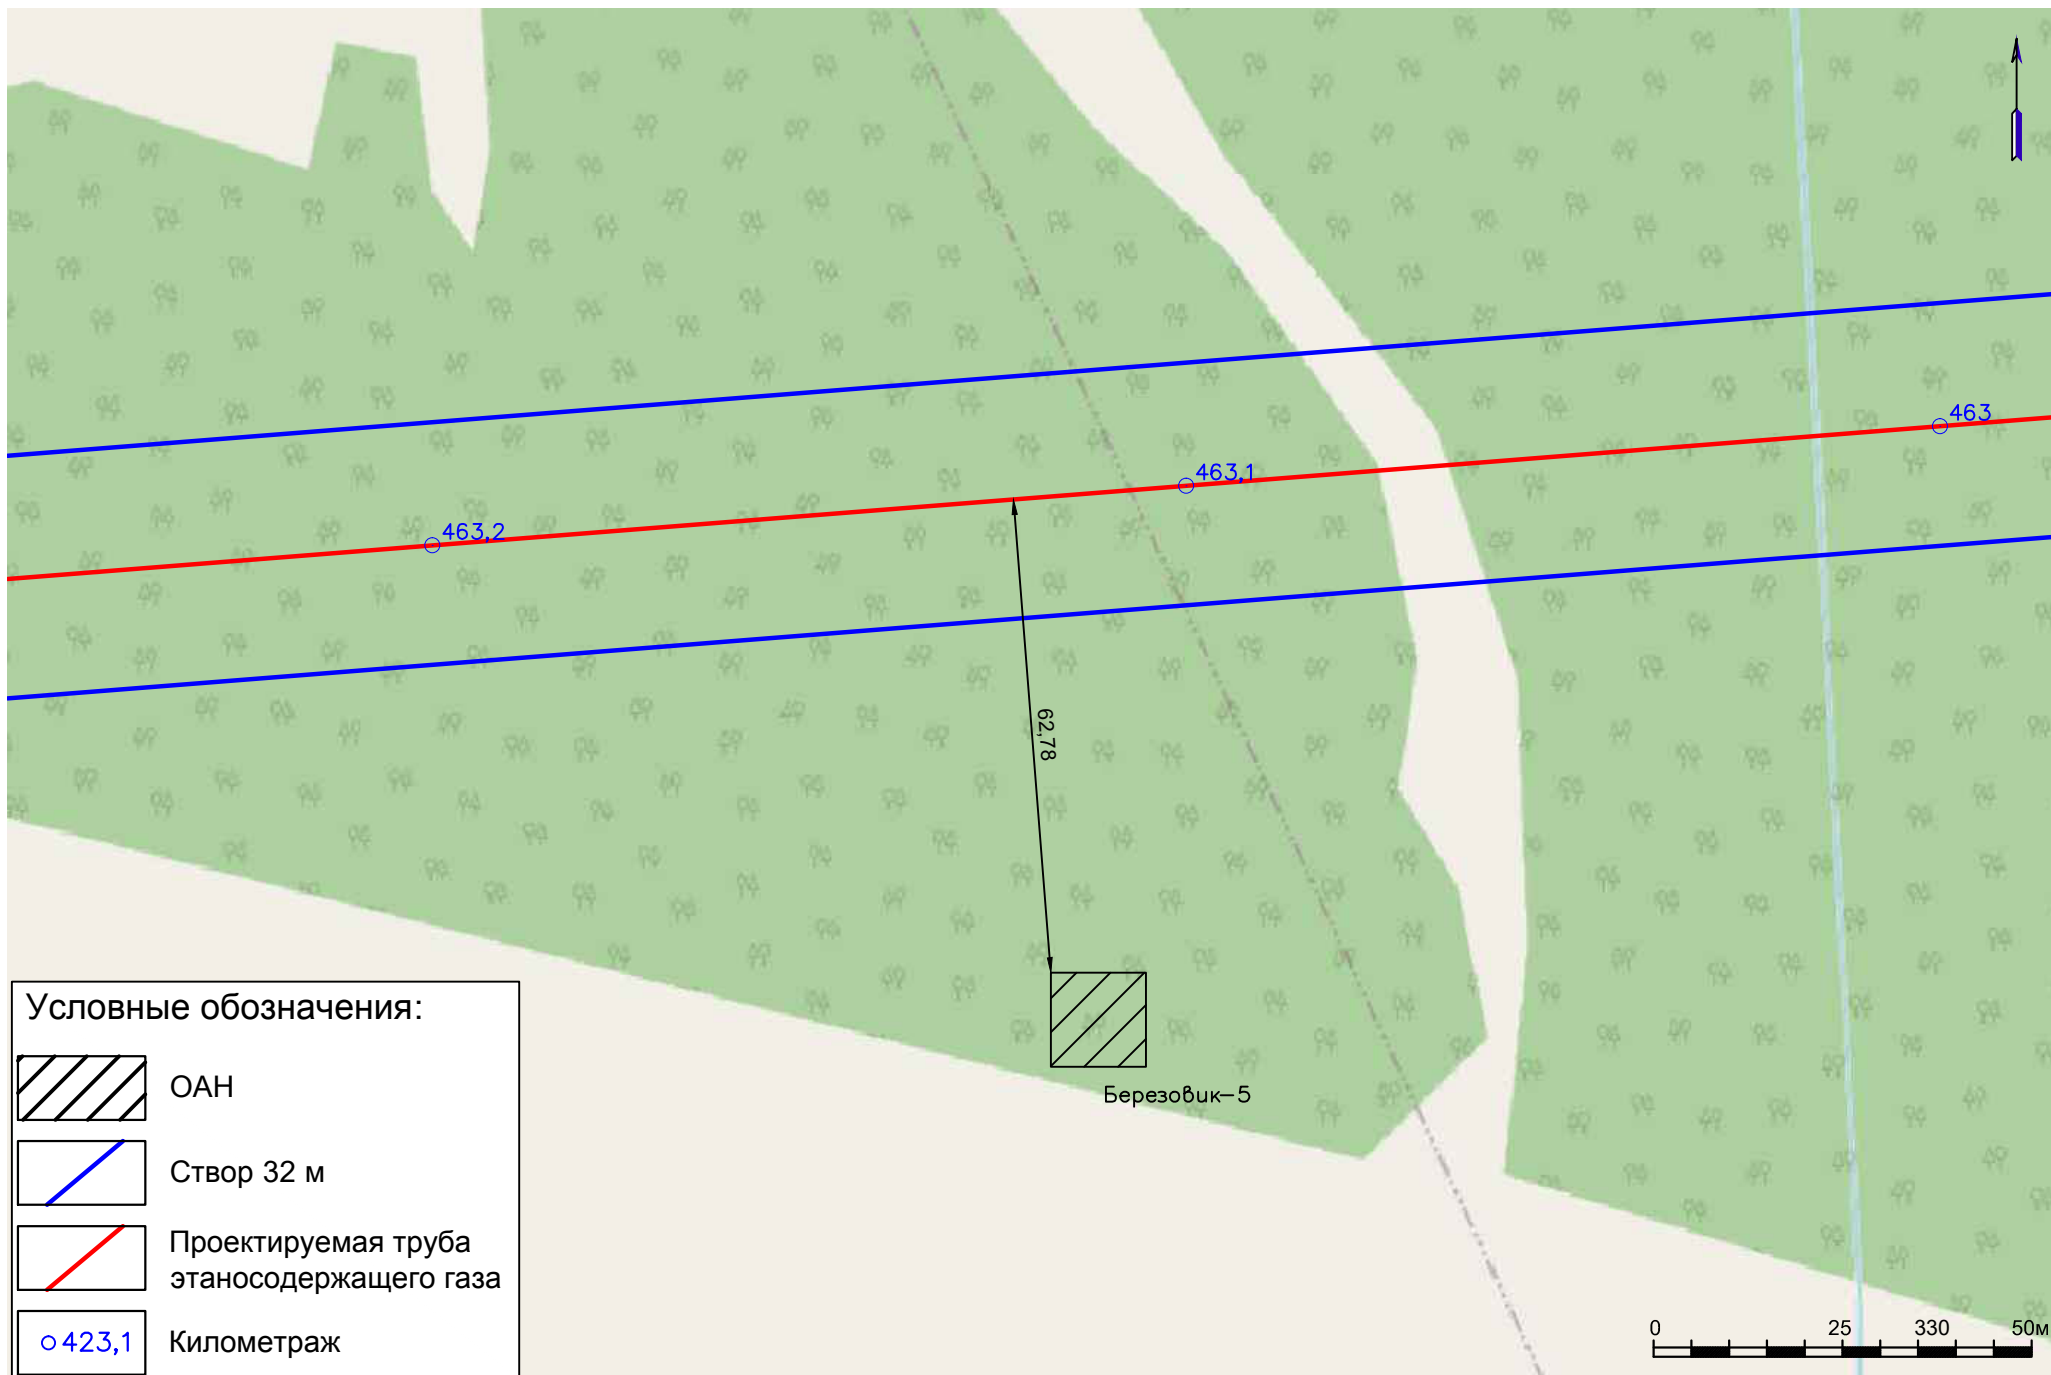 463
463,1
463,2
62,78
Березовик-5
Условные обозначения:
ОАН
Створ 32 м
Проектируемая труба
этаносодержащего газа
423,1
Километраж
0 25 330 50м